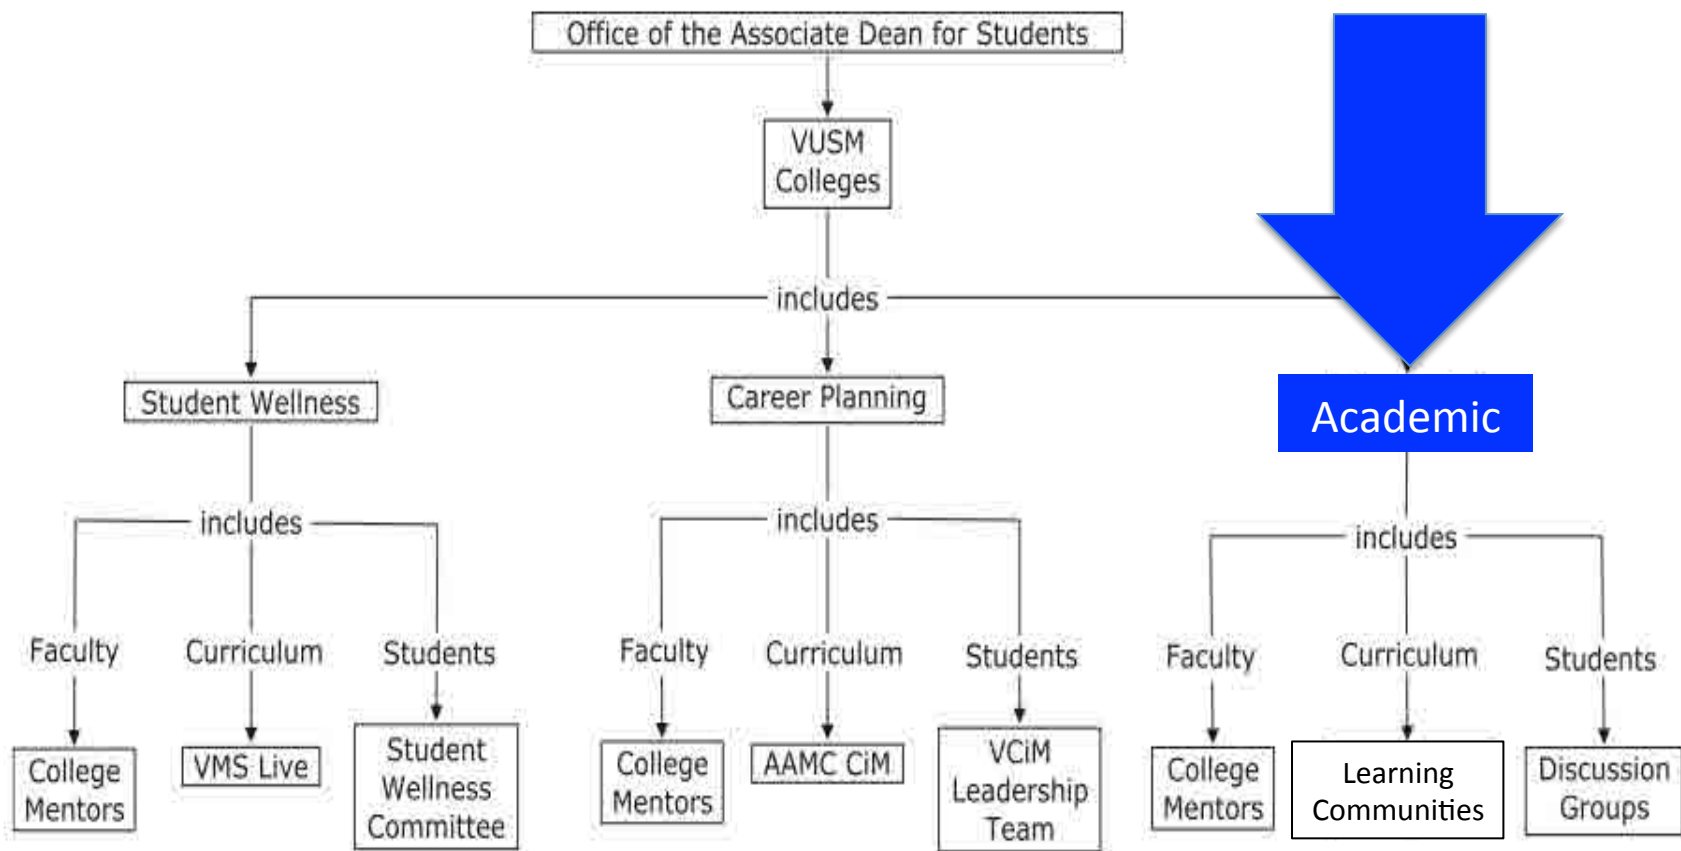 Office of the Associate Dean for Students
VUSM
Colleges
includes
Student Wellness
Career Planning
Academic
includes
includes
includes
Faculty
Curriculum
Students
Faculty
Curriculum
Students
Faculty
Curriculum
Students
College
Mentors
VMS Live
Student
Wellness
Committee
College
Mentors
AAMC CiM
VCiM
Leadership
Team
College
Mentors
Learning
Communities
Discussion
Groups